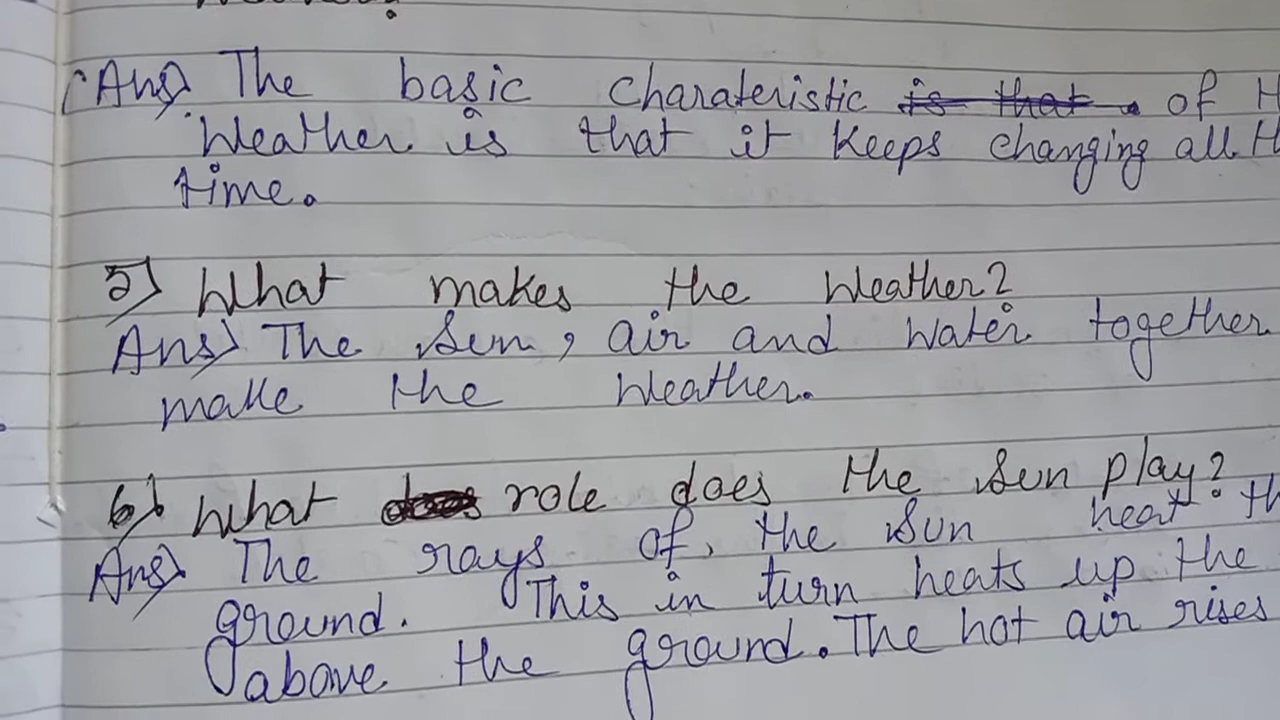 Ans) The basic charateristic is that . of
Weather is that it keeps changing all
time.
5) What makes the Weather?
Ans) The Sun, air and Water together
make the Weather.
6) What does role does the Sun play?
Ans) The rays of, the Sun heat th
ground. This in turn heats up the
above the ground. The hot air rises